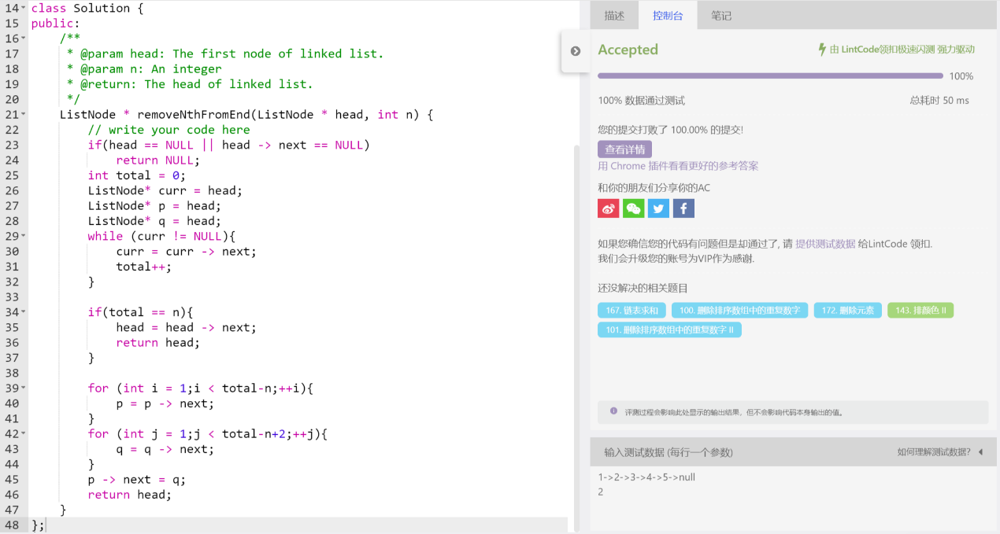 14 class Solution {
15 public:
16     /**
17      * @param head: The first node of linked list.
18      * @param n: An integer
19      * @return: The head of linked list.
20      */
21     ListNode * removeNthFromEnd(ListNode * head, int n) {
22         // write your code here
23         if(head == NULL || head -> next == NULL)
24             return NULL;
25         int total = 0;
26         ListNode* curr = head;
27         ListNode* p = head;
28         ListNode* q = head;
29         while (curr != NULL){
30             curr = curr -> next;
31             total++;
32         }
33
34         if(total == n){
35             head = head -> next;
36             return head;
37         }
38
39         for (int i = 1;i < total-n;++i){
40             p = p -> next;
41         }
42         for (int j = 1;j < total-n+2;++j){
43             q = q -> next;
44         }
45         p -> next = q;
46         return head;
47     }
48 };
描述 控制台 笔记
Accepted 由 LintCode领扣极速闪测 强力驱动
100%
100% 数据通过测试 总耗时 50 ms
您的提交打败了 100.00% 的提交!
查看详情
用 Chrome 插件看看更好的参考答案
和你的朋友们分享你的AC
如果您确信您的代码有问题但是却通过了, 请 提供测试数据 给LintCode 领扣.
我们会升级您的账号为VIP作为感谢.
还没解决的相关题目
167. 链表求和 100. 删除排序数组中的重复数字 172. 删除元素 143. 排颜色 II
101. 删除排序数组中的重复数字 II
评测过程会影响此处显示的输出结果，但不会影响代码本身输出的值。
输入测试数据 (每行一个参数) 如何理解测试数据?
1->2->3->4->5->null
2